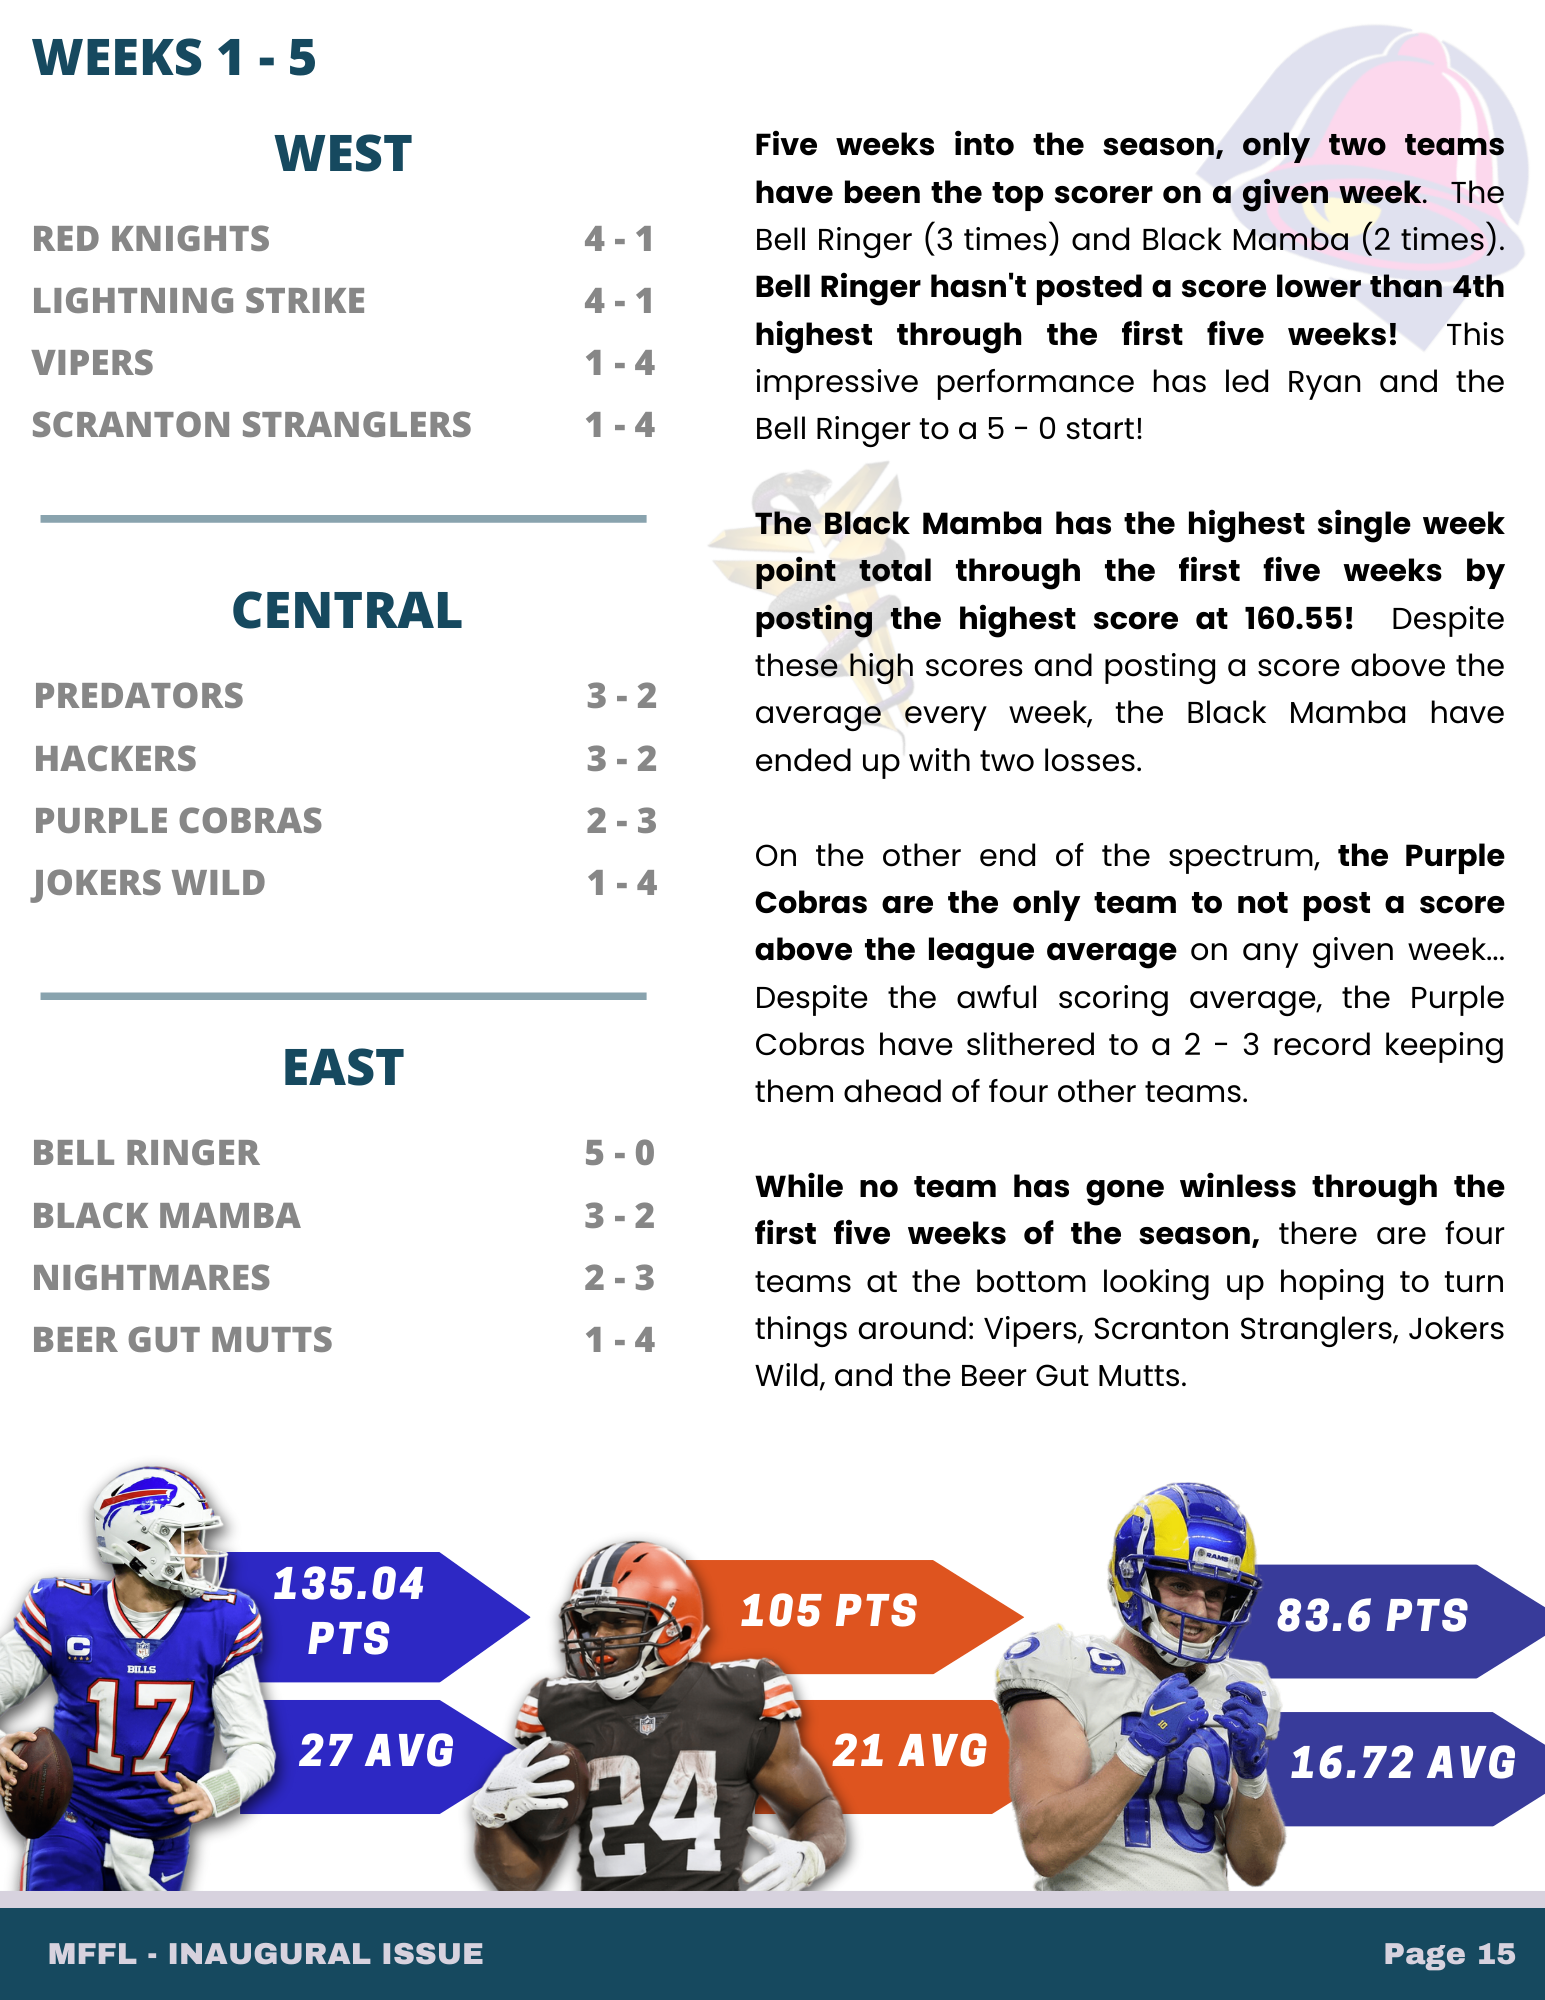 WEEKS 1 - 5
WEST
RED KNIGHTS 4 - 1
LIGHTNING STRIKE 4 - 1
VIPERS 1 - 4
SCRANTON STRANGLERS 1 - 4
CENTRAL
PREDATORS 3 - 2
HACKERS 3 - 2
PURPLE COBRAS 2 - 3
JOKERS WILD 1 - 4
EAST
BELL RINGER 5 - 0
BLACK MAMBA 3 - 2
NIGHTMARES 2 - 3
BEER GUT MUTTS 1 - 4
Five weeks into the season, only two teams
have been the top scorer on a given week. The
Bell Ringer (3 times) and Black Mamba (2 times).
Bell Ringer hasn't posted a score lower than 4th
highest through the first five weeks! This
impressive performance has led Ryan and the
Bell Ringer to a 5 - 0 start!
The Black Mamba has the highest single week
point total through the first five weeks by
posting the highest score at 160.55! Despite
these high scores and posting a score above the
average every week, the Black Mamba have
ended up with two losses.
On the other end of the spectrum, the Purple
Cobras are the only team to not post a score
above the league average on any given week...
Despite the awful scoring average, the Purple
Cobras have slithered to a 2 - 3 record keeping
them ahead of four other teams.
While no team has gone winless through the
first five weeks of the season, there are four
teams at the bottom looking up hoping to turn
things around: Vipers, Scranton Stranglers, Jokers
Wild, and the Beer Gut Mutts.
135.04
PTS
27 AVG
17
C
BILLS
17
105 PTS
21 AVG
24
RAMS
83.6 PTS
16.72 AVG
10
MFFL - INAUGURAL ISSUE
Page 15